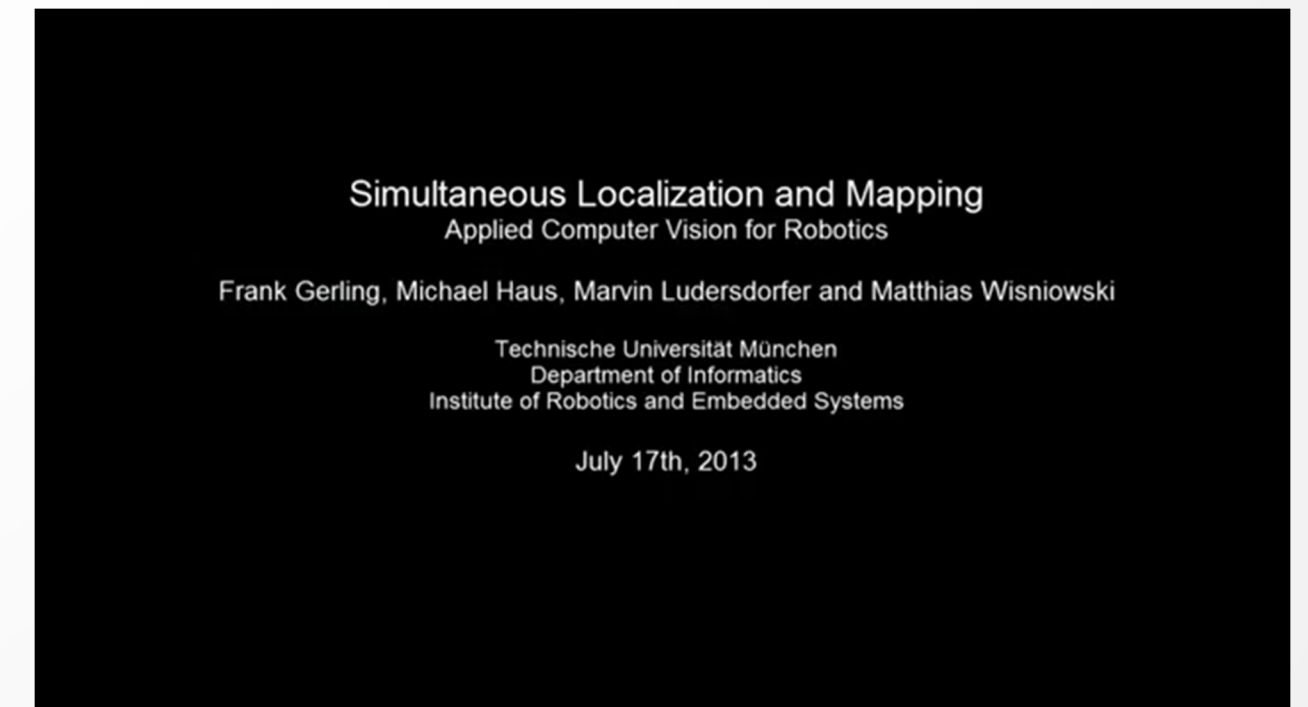 Simultaneous Localization and Mapping
Applied Computer Vision for Robotics
Frank Gerling, Michael Haus, Marvin Ludersdorfer and Matthias Wisniowski
Technische Universität München
Department of Informatics
Institute of Robotics and Embedded Systems
July 17th, 2013